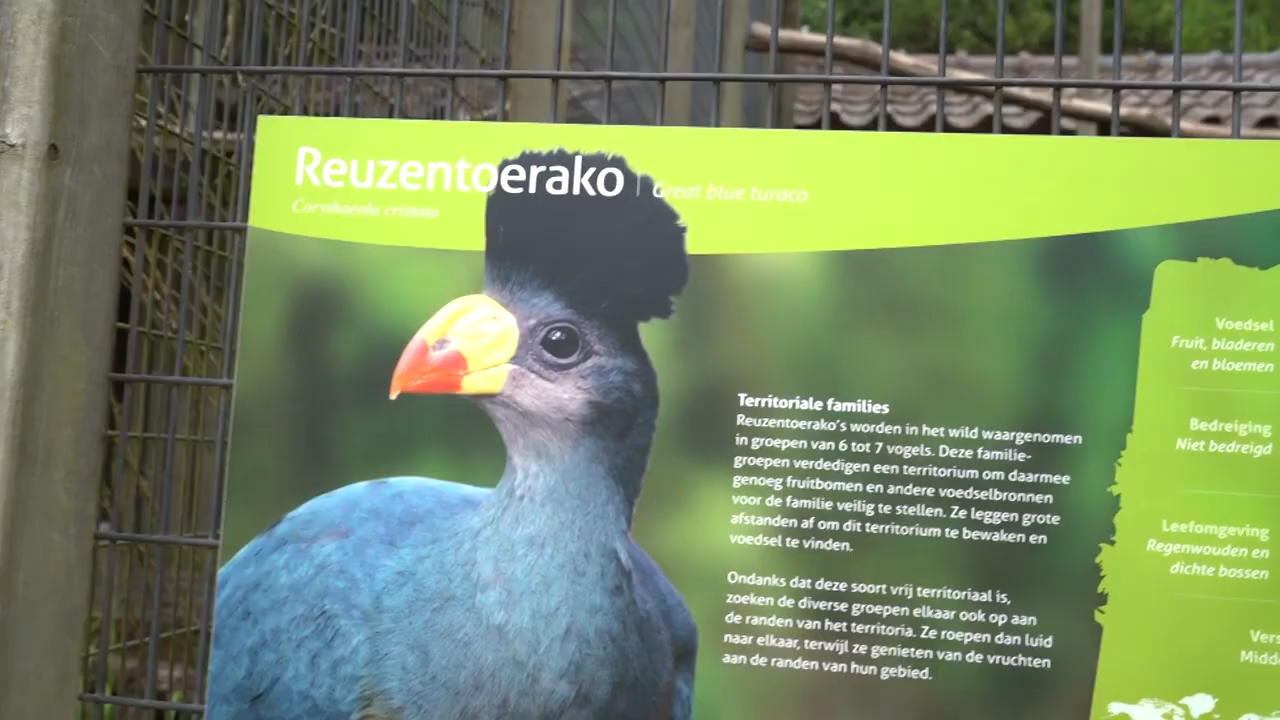 Reuzentoerako | Great blue turaco
Corythaeola cristata
Territoriale families
Reuzentoerako's worden in het wild waargenomen
in groepen van 6 tot 7 vogels. Deze familie-
groepen verdedigen een territorium om daarmee
genoeg fruitbomen en andere voedselbronnen
voor de familie veilig te stellen. Ze leggen grote
afstanden af om dit territorium te bewaken en
voedsel te vinden.
Ondanks dat deze soort vrij territoriaal is,
zoeken de diverse groepen elkaar ook op aan
de randen van het territoria. Ze roepen dan luid
naar elkaar, terwijl ze genieten van de vruchten
aan de randen van hun gebied.
Voedsel
Fruit, bladeren
en bloemen
Bedreiging
Niet bedreigd
Leefomgeving
Regenwouden en
dichte bossen